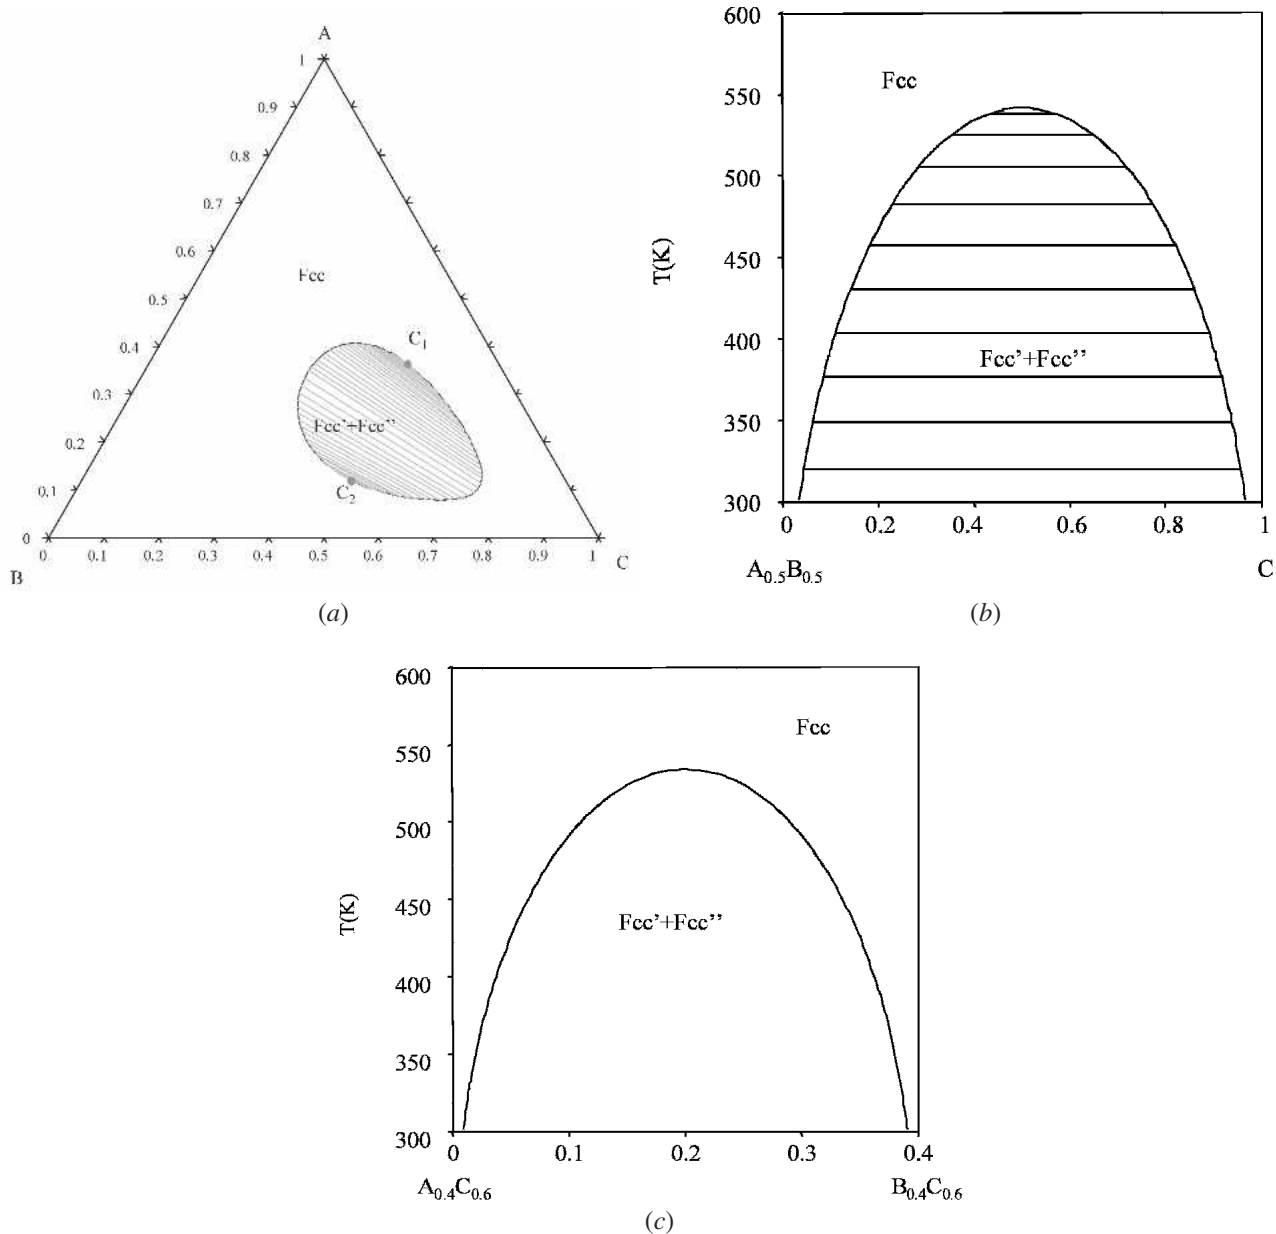 A
1
0.9
0.8
0.7
0.6
Fcc
0.5
0.4
C₁
0.3
Fcc'+Fcc''
0.2
0.1
C₂
0
0. 0.1 0.2 0.3 0.4 0.5 0.6 0.7 0.8 0.9 1
B C
(a)
600
Fcc
550
500
T(K)
450
400
Fcc'+Fcc''
350
300
0 0.2 0.4 0.6 0.8 1
A₀.₅B₀.₅ C
(b)
600
Fcc
550
500
T(K)
450
Fcc'+Fcc''
400
350
300
0 0.1 0.2 0.3 0.4
A₀.₄C₀.₆ B₀.₄C₀.₆
(c)